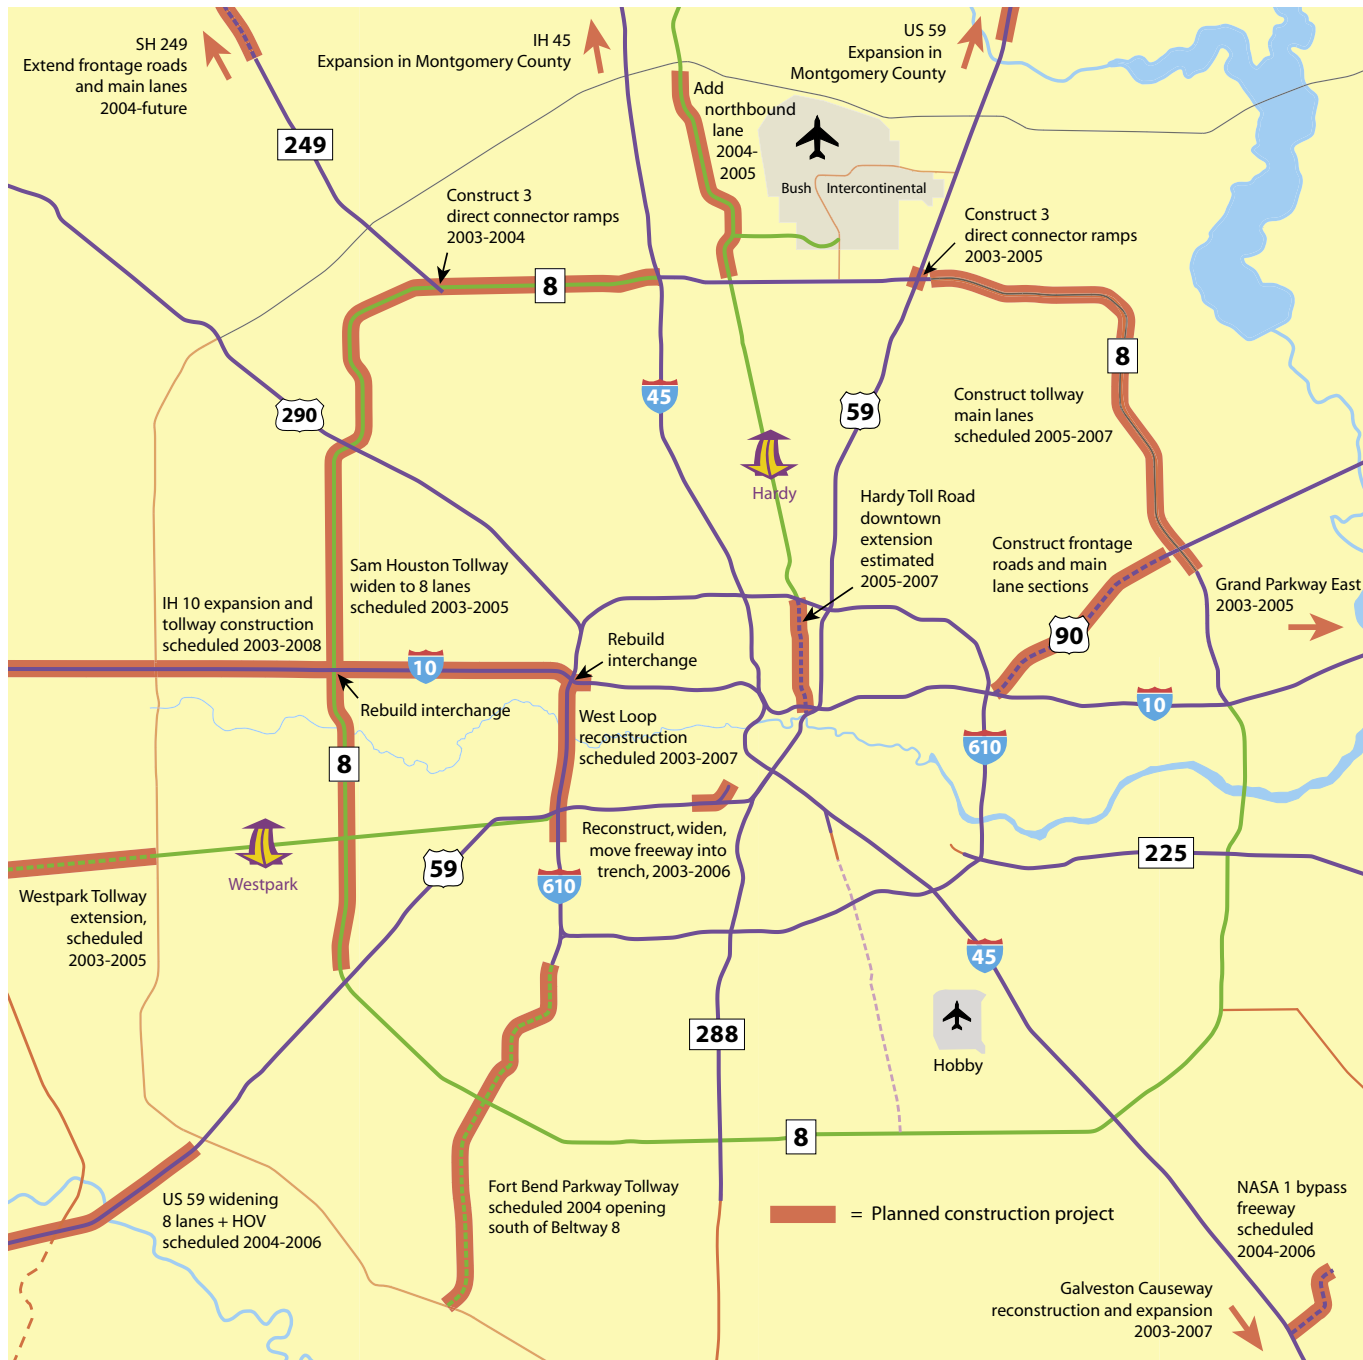 SH 249
Extend frontage roads
and main lanes
2004-future
IH 45
Expansion in Montgomery County
US 59
Expansion in
Montgomery County
Add
northbound
lane
2004-
2005
249
Bush Intercontinental
Construct 3
direct connector ramps
2003-2004
Construct 3
direct connector ramps
2003-2005
8
8
45
290
59
Construct tollway
main lanes
scheduled 2005-2007
Hardy
Hardy Toll Road
downtown
extension
estimated
2005-2007
Construct frontage
roads and main
lane sections
Sam Houston Tollway
widen to 8 lanes
scheduled 2003-2005
Grand Parkway East
2003-2005
IH 10 expansion and
tollway construction
scheduled 2003-2008
90
Rebuild
interchange
10
Rebuild interchange
10
West Loop
reconstruction
scheduled 2003-2007
610
8
Reconstruct, widen,
move freeway into
trench, 2003-2006
225
59
Westpark
610
Westpark Tollway
extension,
scheduled
2003-2005
45
288
Hobby
8
Fort Bend Parkway Tollway
scheduled 2004 opening
south of Beltway 8
US 59 widening
8 lanes + HOV
scheduled 2004-2006
= Planned construction project
NASA 1 bypass
freeway
scheduled
2004-2006
Galveston Causeway
reconstruction and expansion
2003-2007